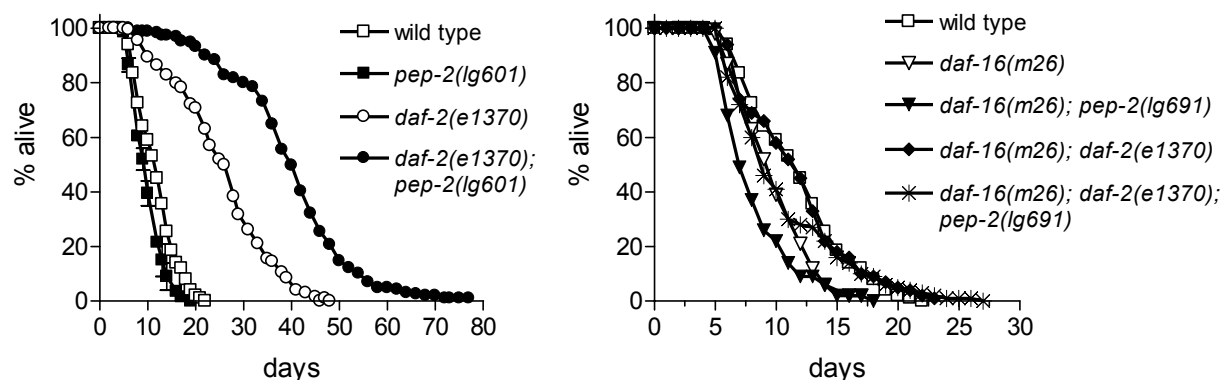 100
80
60
40
20
0
% alive
0 10 20 30 40 50 60 70 80
days
wild type
pep-2(lg601)
daf-2(e1370)
daf-2(e1370);
pep-2(lg601)
100
80
60
40
20
0
% alive
0 5 10 15 20 25 30
days
wild type
daf-16(m26)
daf-16(m26); pep-2(lg691)
daf-16(m26); daf-2(e1370)
daf-16(m26); daf-2(e1370);
pep-2(lg691)